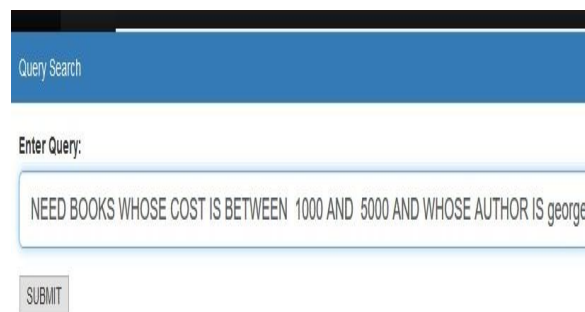 Query Search
Enter Query:
NEED BOOKS WHOSE COST IS BETWEEN 1000 AND 5000 AND WHOSE AUTHOR IS george
SUBMIT